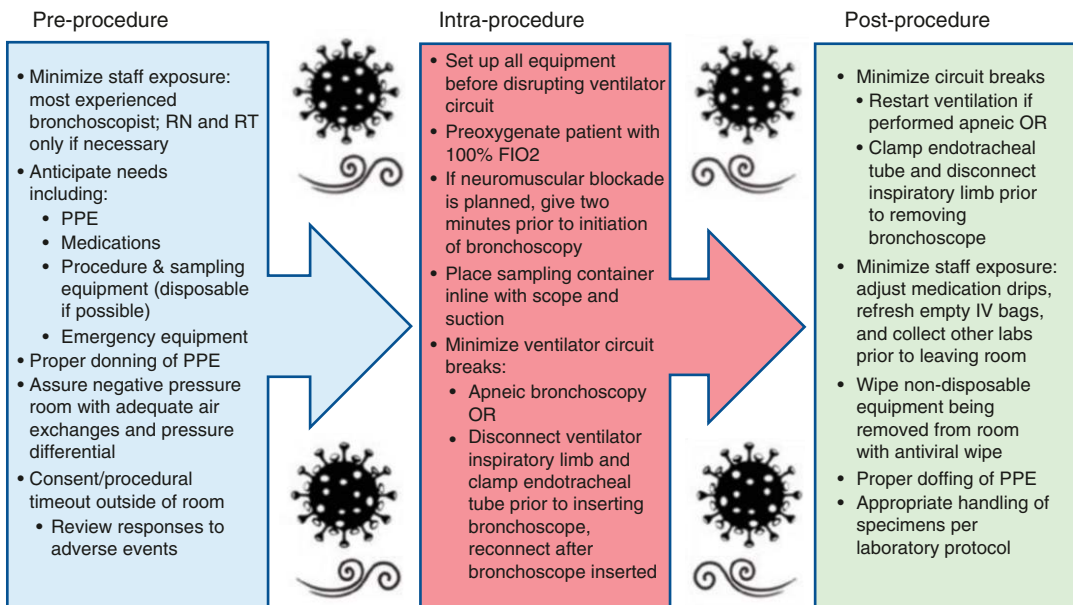 Pre-procedure
• Minimize staff exposure:
most experienced
bronchoscopist; RN and RT
only if necessary
• Anticipate needs
including:
• PPE
• Medications
• Procedure & sampling
equipment (disposable
if possible)
• Emergency equipment
• Proper donning of PPE
• Assure negative pressure
room with adequate air
exchanges and pressure
differential
• Consent/procedural
timeout outside of room
• Review responses to
adverse events
Intra-procedure
• Set up all equipment
before disrupting ventilator
circuit
• Preoxygenate patient with
100% FIO2
• If neuromuscular blockade
is planned, give two
minutes prior to initiation
of bronchoscopy
• Place sampling container
inline with scope and
suction
• Minimize ventilator circuit
breaks:
• Apneic bronchoscopy
OR
• Disconnect ventilator
inspiratory limb and
clamp endotracheal
tube prior to inserting
bronchoscope,
reconnect after
bronchoscope inserted
Post-procedure
• Minimize circuit breaks
• Restart ventilation if
performed apneic OR
• Clamp endotracheal
tube and disconnect
inspiratory limb prior
to removing
bronchoscope
• Minimize staff exposure:
adjust medication drips,
refresh empty IV bags,
and collect other labs
prior to leaving room
• Wipe non-disposable
equipment being
removed from room
with antiviral wipe
• Proper doffing of PPE
• Appropriate handling of
specimens per
laboratory protocol